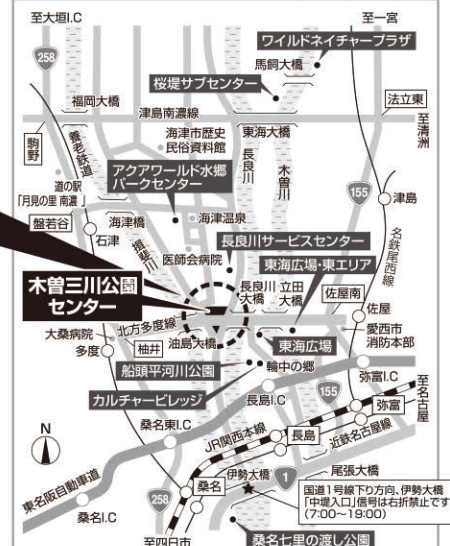 至大垣I.C
至一宮
258
ワイルドネイチャープラザ
馬飼大橋
桜堤サブセンター
福岡大橋
法立東
津島南濃線
駒野
養老鉄道
海津市歴史
民俗資料館
東海大橋
至清洲
長良川
木曽川
道の駅
「月見の里 南濃」
アクアワールド水郷
パークセンター
155
津島
盤若谷
海津橋
海津温泉
石津
揖斐川
長良川サービスセンター
名鉄尾西線
医師会病院
東海広場・東エリア
木曽三川公園
センター
長良川
大橋
立田
大橋
佐屋南
北方多度線
佐屋
大桑病院
多度
柚井
油島大橋
東海広場
愛西市
消防本部
船頭平河川公園
輪中の郷
弥富I.C
カルチャービレッジ
長島I.C
155
弥富
至名古屋
桑名東I.C
JR関西本線
長島
近鉄名古屋線
N
伊勢大橋
1
尾張大橋
東名阪自動車道
桑名
258
国道1号線下り方向、伊勢大橋
「中堤入口」信号は右折禁止です
(7:00〜19:00)
桑名I.C
至四日市
桑名七里の渡し公園